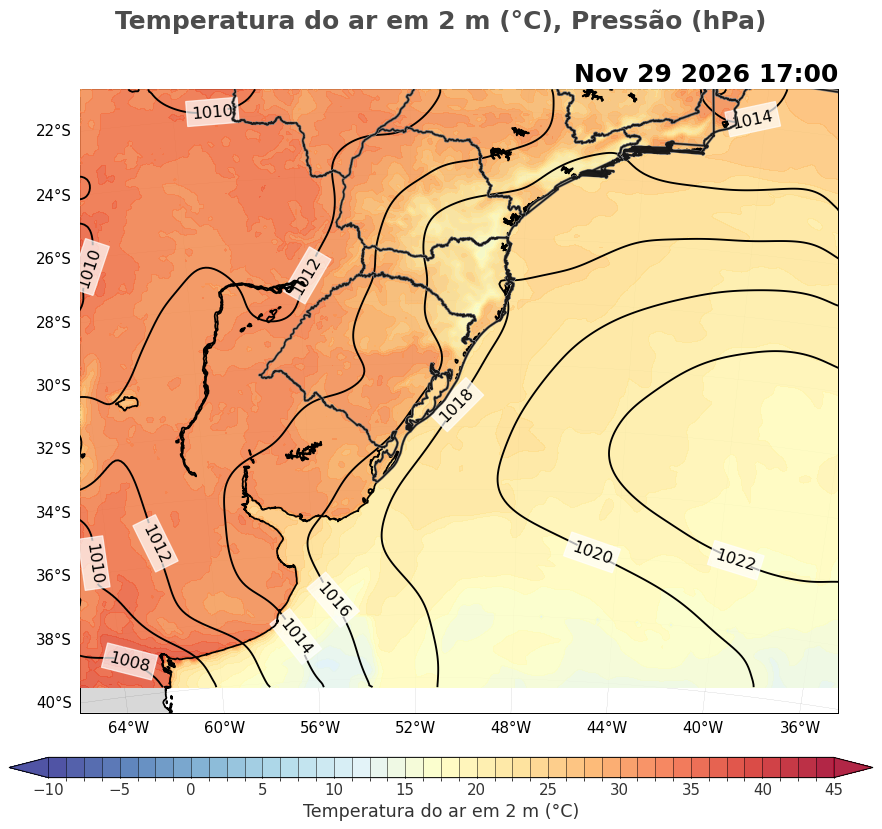 Temperatura do ar em 2 m (°C), Pressão (hPa)
Nov 29 2026 17:00
1010
1014
22°S
24°S
26°S
1010
1012
28°S
30°S
1018
32°S
34°S
1012
1010
1020
1022
36°S
1016
1014
38°S
1008
40°S
64°W 60°W 56°W 52°W 48°W 44°W 40°W 36°W
−10 −5 0 5 10 15 20 25 30 35 40 45
Temperatura do ar em 2 m (°C)